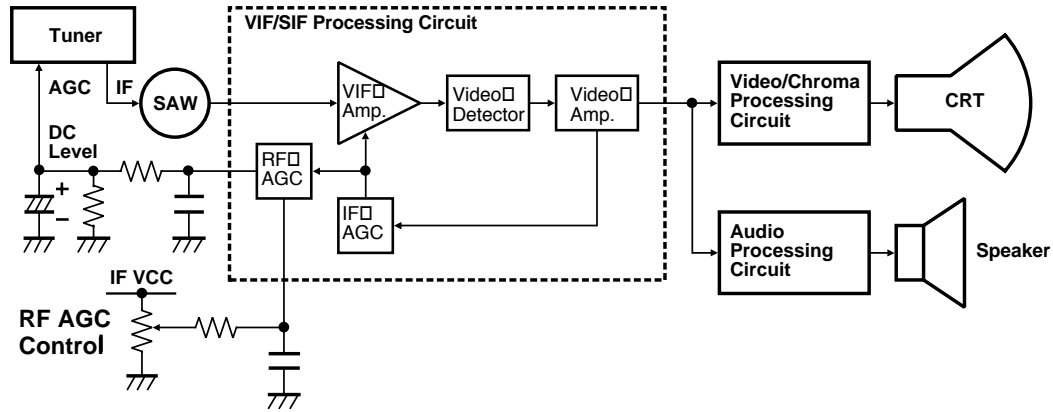 VIF/SIF Processing Circuit
Tuner
AGC
IF
SAW
VIF□
Amp.
Video□
Detector
Video□
Amp.
Video/Chroma
Processing
Circuit
CRT
DC
Level
RF□
AGC
IF□
AGC
+
−
Audio
Processing
Circuit
Speaker
IF VCC
RF AGC
Control